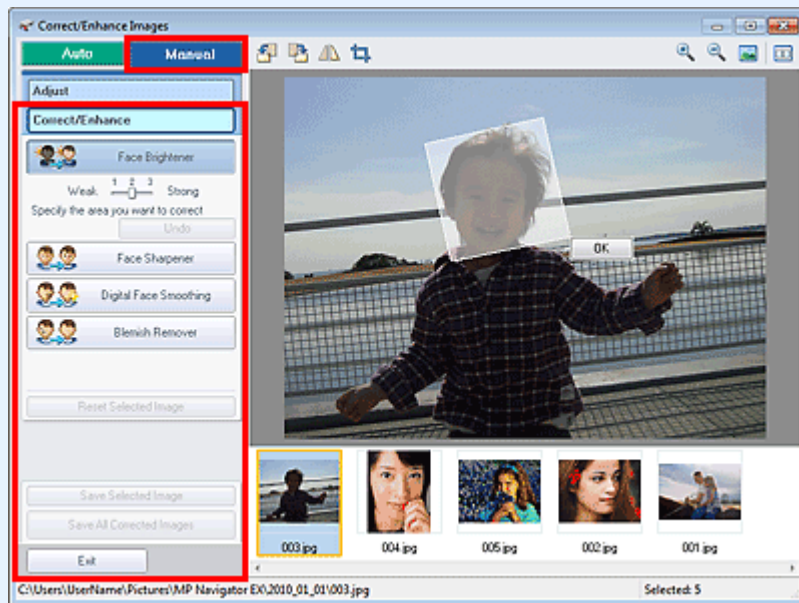 Correct/Enhance Images
Auto
Manual
Adjust
Correct/Enhance
Face Brightener
1 2 3
Weak Strong
Specify the area you want to correct
Undo
Face Sharpener
Digital Face Smoothing
Blemish Remover
Reset Selected Image
Save Selected Image
Save All Corrected Images
Exit
OK
003.jpg
004.jpg
005.jpg
002.jpg
001.jpg
C:\Users\UserName\Pictures\MP Navigator EX\2010_01_01\003.jpg
Selected: 5